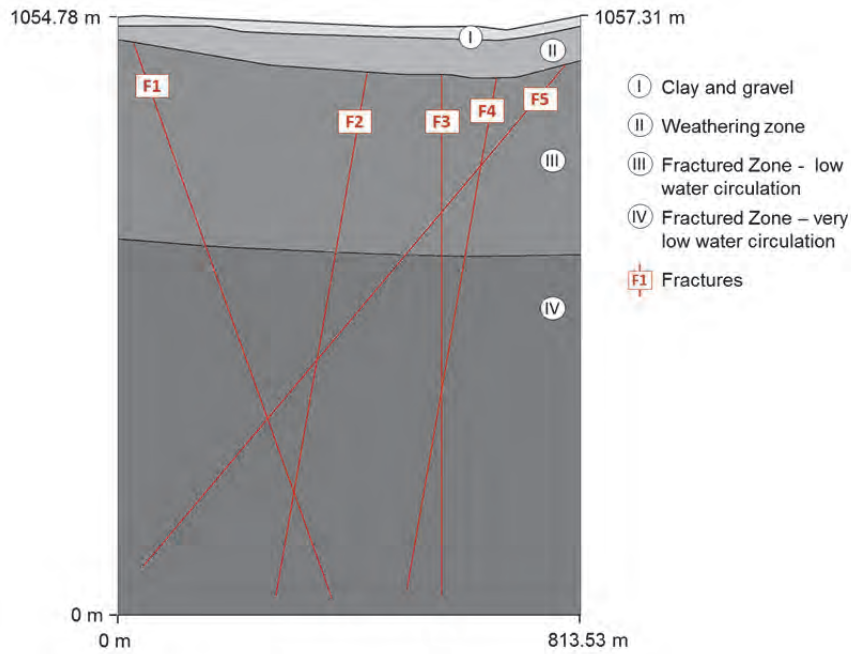 1054.78 m
1057.31 m
I
II
F1
F2
F3
F4
F5
III
IV
I Clay and gravel
II Weathering zone
III Fractured Zone - low
water circulation
IV Fractured Zone – very
low water circulation
F1 Fractures
0 m
0 m
813.53 m